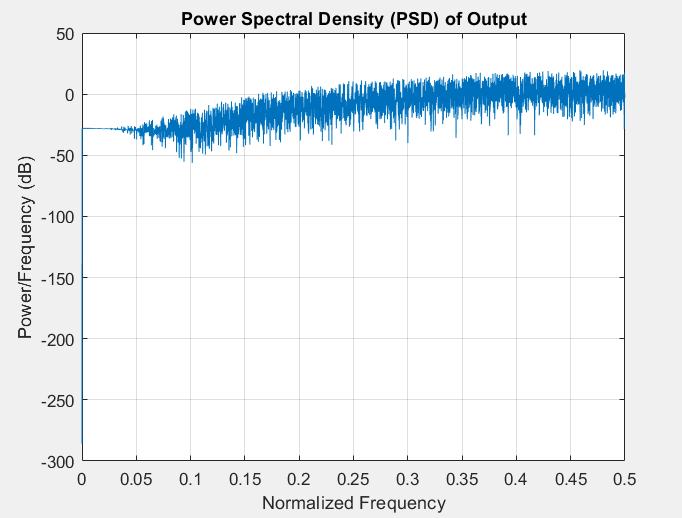 Power Spectral Density (PSD) of Output
Power/Frequency (dB)
50
0
-50
-100
-150
-200
-250
-300
0 0.05 0.1 0.15 0.2 0.25 0.3 0.35 0.4 0.45 0.5
Normalized Frequency